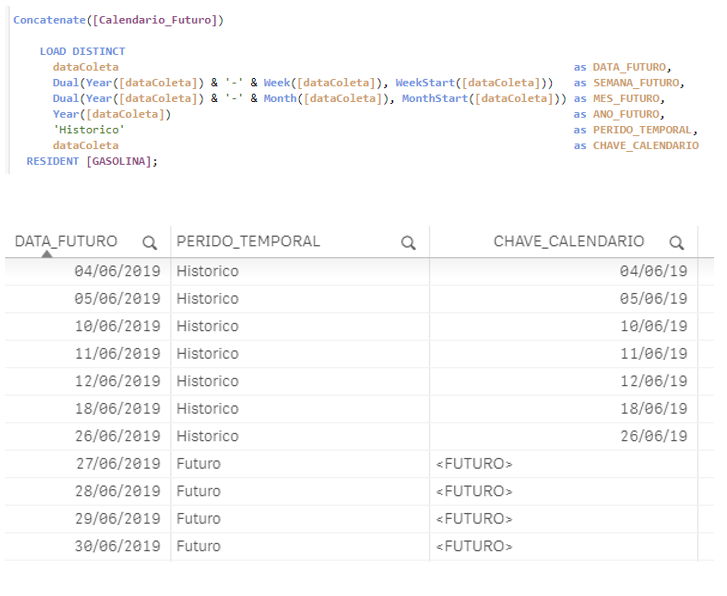 Concatenate([Calendario_Futuro])
LOAD DISTINCT
dataColeta as DATA_FUTURO,
Dual(Year([dataColeta]) & '-' & Week([dataColeta]), WeekStart([dataColeta])) as SEMANA_FUTURO,
Dual(Year([dataColeta]) & '-' & Month([dataColeta]), MonthStart([dataColeta])) as MES_FUTURO,
Year([dataColeta]) as ANO_FUTURO,
'Historico' as PERIDO_TEMPORAL,
dataColeta as CHAVE_CALENDARIO
RESIDENT [GASOLINA];
DATA_FUTURO PERIDO_TEMPORAL CHAVE_CALENDARIO
04/06/2019 Historico 04/06/19
05/06/2019 Historico 05/06/19
10/06/2019 Historico 10/06/19
11/06/2019 Historico 11/06/19
12/06/2019 Historico 12/06/19
18/06/2019 Historico 18/06/19
26/06/2019 Historico 26/06/19
27/06/2019 Futuro <FUTURO>
28/06/2019 Futuro <FUTURO>
29/06/2019 Futuro <FUTURO>
30/06/2019 Futuro <FUTURO>